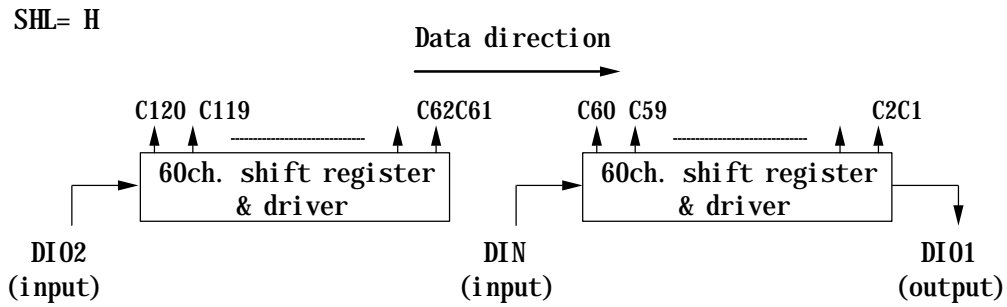 SHL= H
Data direction
C120 C119 C62C61 C60 C59 C2C1
60ch. shift register
& driver
60ch. shift register
& driver
DIO2
(input)
DIN
(input)
DIO1
(output)